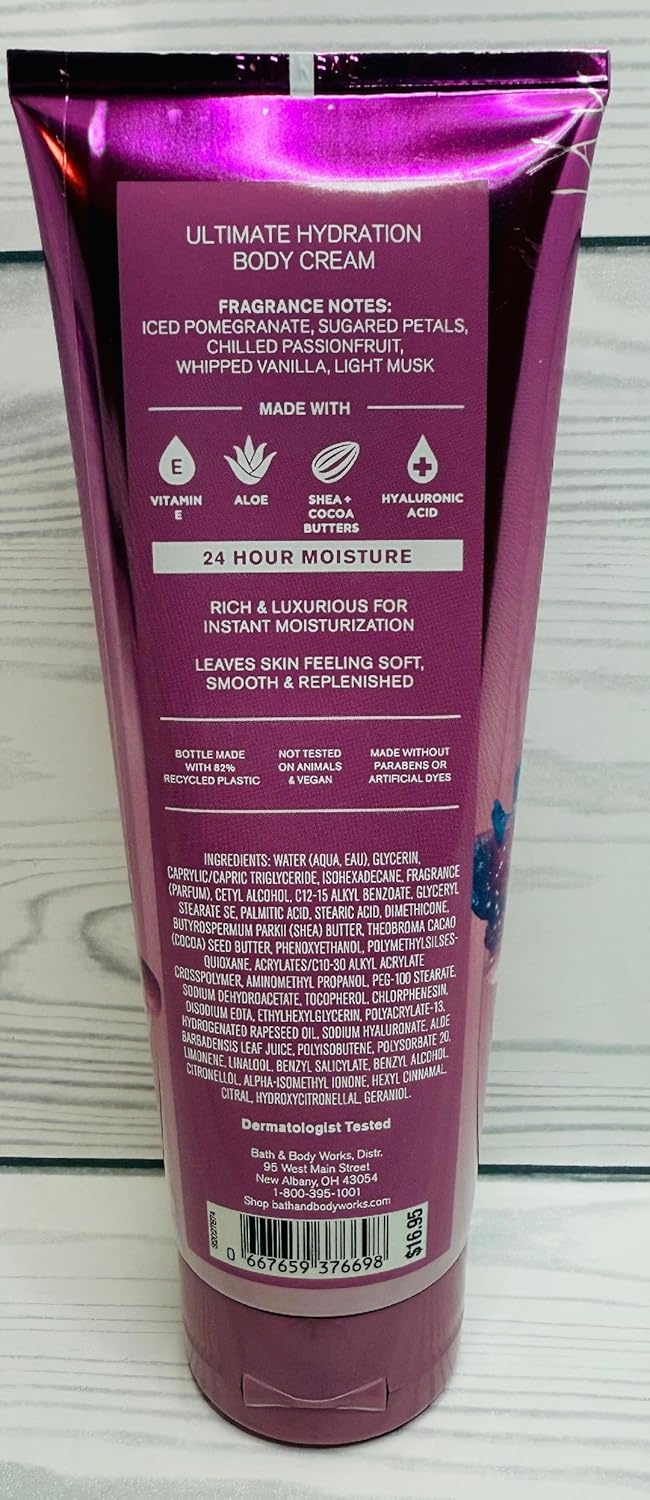 ULTIMATE HYDRATION
BODY CREAM
FRAGRANCE NOTES:
ICED POMEGRANATE, SUGARED PETALS,
CHILLED PASSIONFRUIT,
WHIPPED VANILLA, LIGHT MUSK
MADE WITH
E
VITAMIN
E
ALOE
SHEA +
COCOA
BUTTERS
HYALURONIC
ACID
24 HOUR MOISTURE
RICH & LUXURIOUS FOR
INSTANT MOISTURIZATION
LEAVES SKIN FEELING SOFT,
SMOOTH & REPLENISHED
BOTTLE MADE
WITH 82%
RECYCLED PLASTIC
NOT TESTED
ON ANIMALS
& VEGAN
MADE WITHOUT
PARABENS OR
ARTIFICIAL DYES
INGREDIENTS: WATER (AQUA, EAU), GLYCERIN,
CAPRYLIC/CAPRIC TRIGLYCERIDE, ISOHEXADECANE, FRAGRANCE
(PARFUM), CETYL ALCOHOL, C12-15 ALKYL BENZOATE, GLYCERYL
STEARATE SE, PALMITIC ACID, STEARIC ACID, DIMETHICONE,
BUTYROSPERMUM PARKII (SHEA) BUTTER, THEOBROMA CACAO
(COCOA) SEED BUTTER, PHENOXYETHANOL, POLYMETHYLSILSES-
QUIOXANE, ACRYLATES/C10-30 ALKYL ACRYLATE
CROSSPOLYMER, AMINOMETHYL PROPANOL, PEG-100 STEARATE,
SODIUM DEHYDROACETATE, TOCOPHEROL, CHLORPHENESIN,
DISODIUM EDTA, ETHYLHEXYLGLYCERIN, POLYACRYLATE-13,
HYDROGENATED RAPESEED OIL, SODIUM HYALURONATE, ALOE
BARBADENSIS LEAF JUICE, POLYISOBUTENE, POLYSORBATE 20,
LIMONENE, LINALOOL, BENZYL SALICYLATE, BENZYL ALCOHOL,
CITRONELLOL, ALPHA-ISOMETHYL IONONE, HEXYL CINNAMAL,
CITRAL, HYDROXYCITRONELLAL, GERANIOL.
Dermatologist Tested
Bath & Body Works, Distr.
95 West Main Street
New Albany, OH 43054
1-800-395-1001
Shop bathandbodyworks.com
0 667659 376698
$16.95